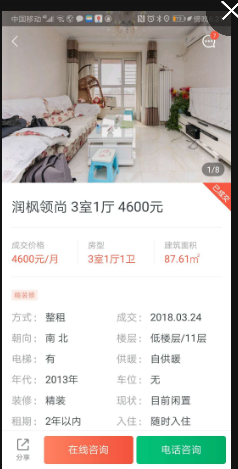 中国移动
1/8
已成交
润枫领尚 3室1厅 4600元
成交价格 房型 建筑面积
4600元/月 3室1厅1卫 87.61㎡
精装修
方式： 整租 成交： 2018.03.24
朝向： 南 北 楼层： 低楼层/11层
电梯： 有 供暖： 自供暖
年代： 2013年 车位： 无
装修： 精装 现状： 目前闲置
租期： 2年以内 入住： 随时入住
分享 在线咨询 电话咨询